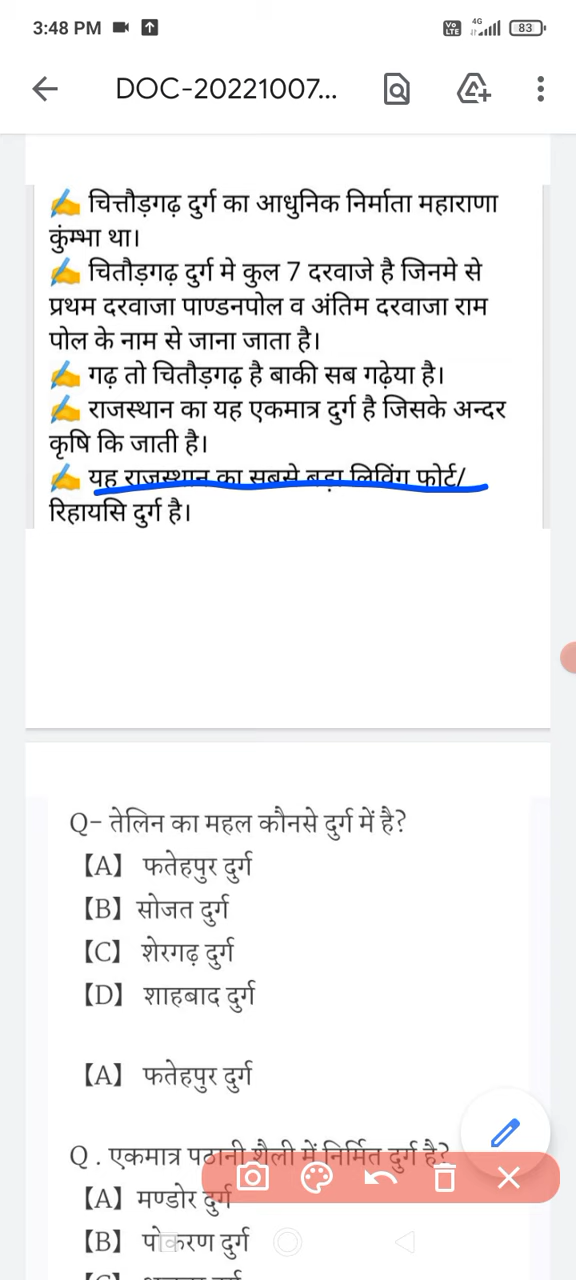 3:48 PM
Vo LTE 4G 83
DOC-20221007...
✍️ चित्तौड़गढ़ दुर्ग का आधुनिक निर्माता महाराणा
कुंम्भा था।
✍️ चितौड़गढ़ दुर्ग मे कुल 7 दरवाजे है जिनमे से
प्रथम दरवाजा पाण्डनपोल व अंतिम दरवाजा राम
पोल के नाम से जाना जाता है।
✍️ गढ़ तो चितौड़गढ़ है बाकी सब गढ़ेया है।
✍️ राजस्थान का यह एकमात्र दुर्ग है जिसके अन्दर
कृषि कि जाती है।
✍️ यह राजस्थान का सबसे बड़ा लिविंग फोर्ट/
रिहायसि दुर्ग है।
Q- तेलिन का महल कौनसे दुर्ग में है?
【A】 फतेहपुर दुर्ग
【B】 सोजत दुर्ग
【C】 शेरगढ़ दुर्ग
【D】 शाहबाद दुर्ग
【A】 फतेहपुर दुर्ग
Q . एकमात्र पठानी शैली में निर्मित दुर्ग है?
【A】 मण्डोर दुर्ग
【B】 पोकरण दुर्ग